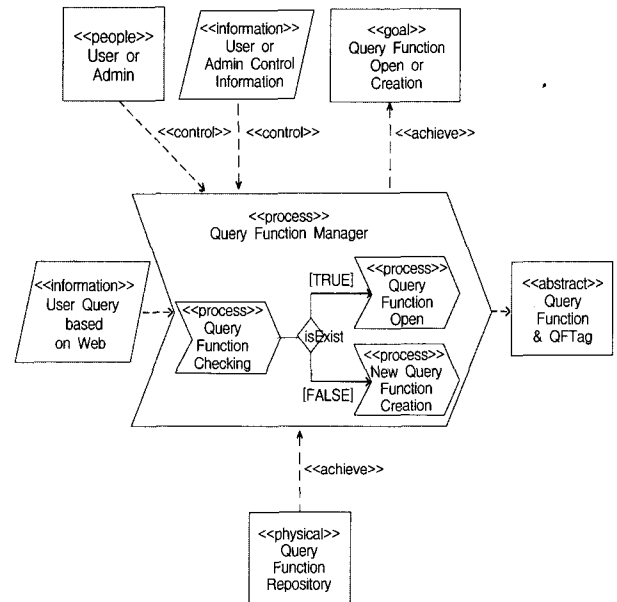 <<people>>
User or
Admin
<<information>>
User or
Admin Control
Information
<<goal>>
Query Function
Open or
Creation
<<control>>
<<control>>
<<achieve>>
<<process>>
Query Function Manager
<<information>>
User Query
based
on Web
<<process>>
Query
Function
Checking
isExist
[TRUE]
<<process>>
Query
Function
Open
[FALSE]
<<process>>
New Query
Function
Creation
<<abstract>>
Query
Function
& QFTag
<<achieve>>
<<physical>>
Query
Function
Repository